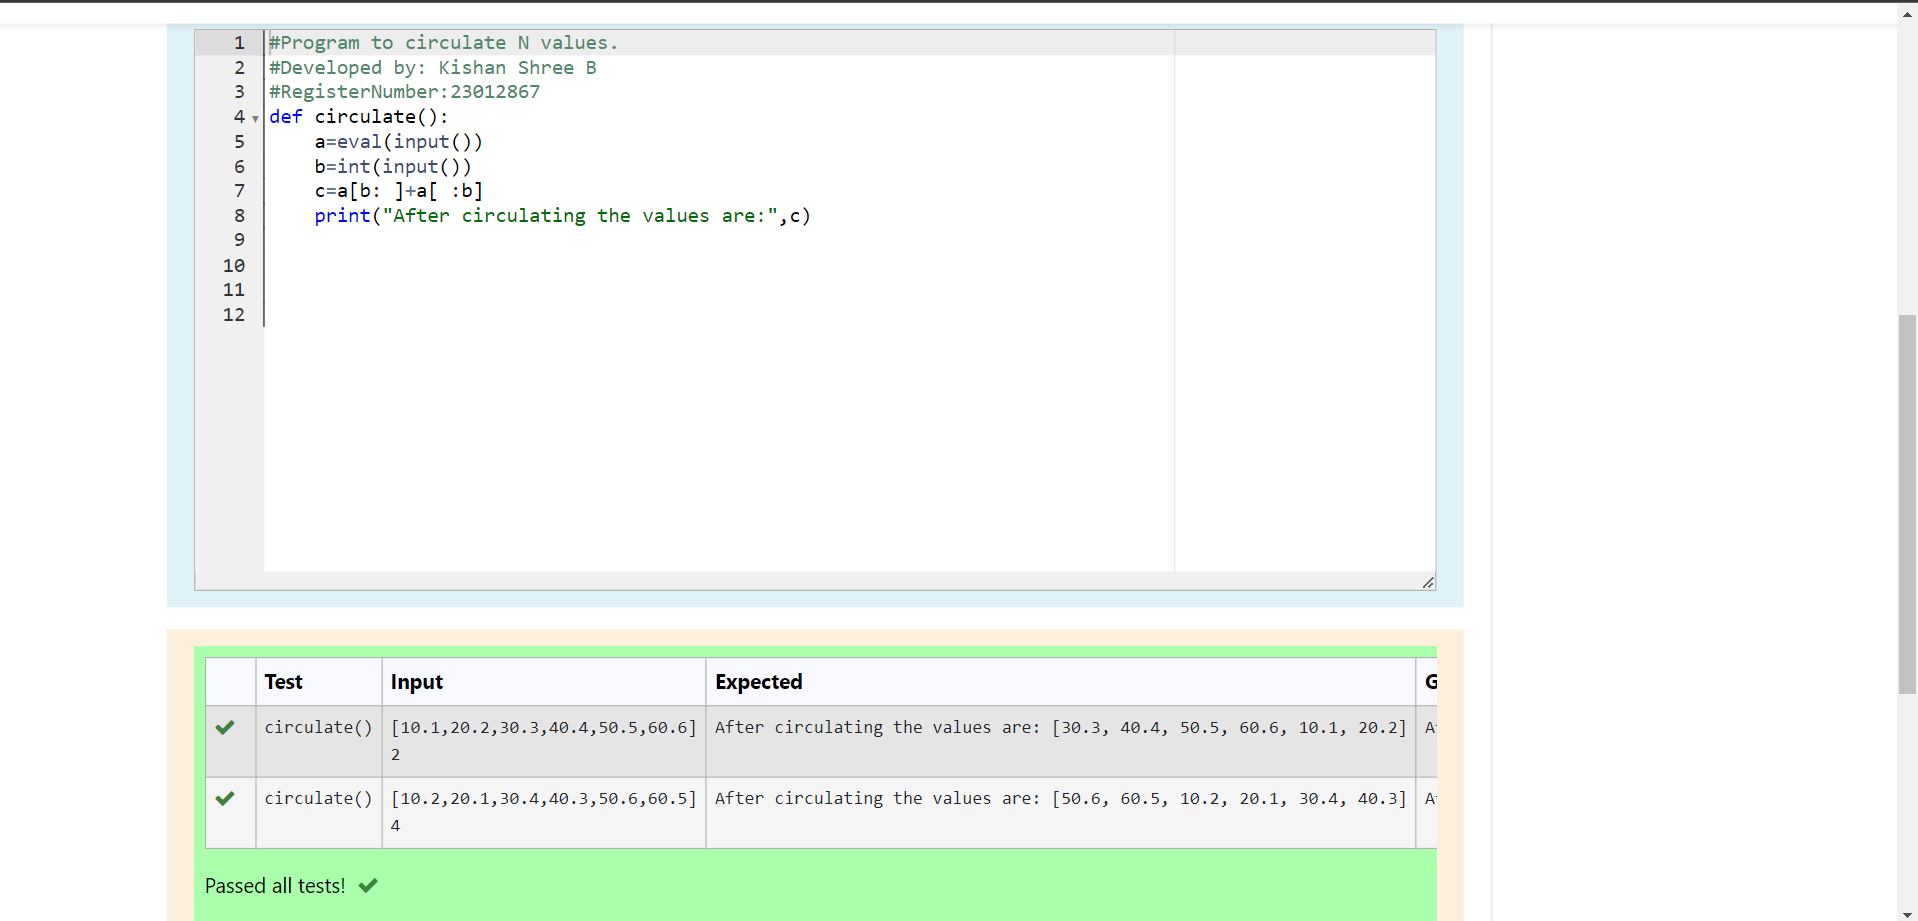 1 #Program to circulate N values.
2 #Developed by: Kishan Shree B
3 #RegisterNumber:23012867
4 def circulate():
5     a=eval(input())
6     b=int(input())
7     c=a[b: ]+a[ :b]
8     print("After circulating the values are:",c)
9
10
11
12
Test Input Expected G
circulate() [10.1,20.2,30.3,40.4,50.5,60.6] After circulating the values are: [30.3, 40.4, 50.5, 60.6, 10.1, 20.2] A
2
circulate() [10.2,20.1,30.4,40.3,50.6,60.5] After circulating the values are: [50.6, 60.5, 10.2, 20.1, 30.4, 40.3] A
4
Passed all tests!